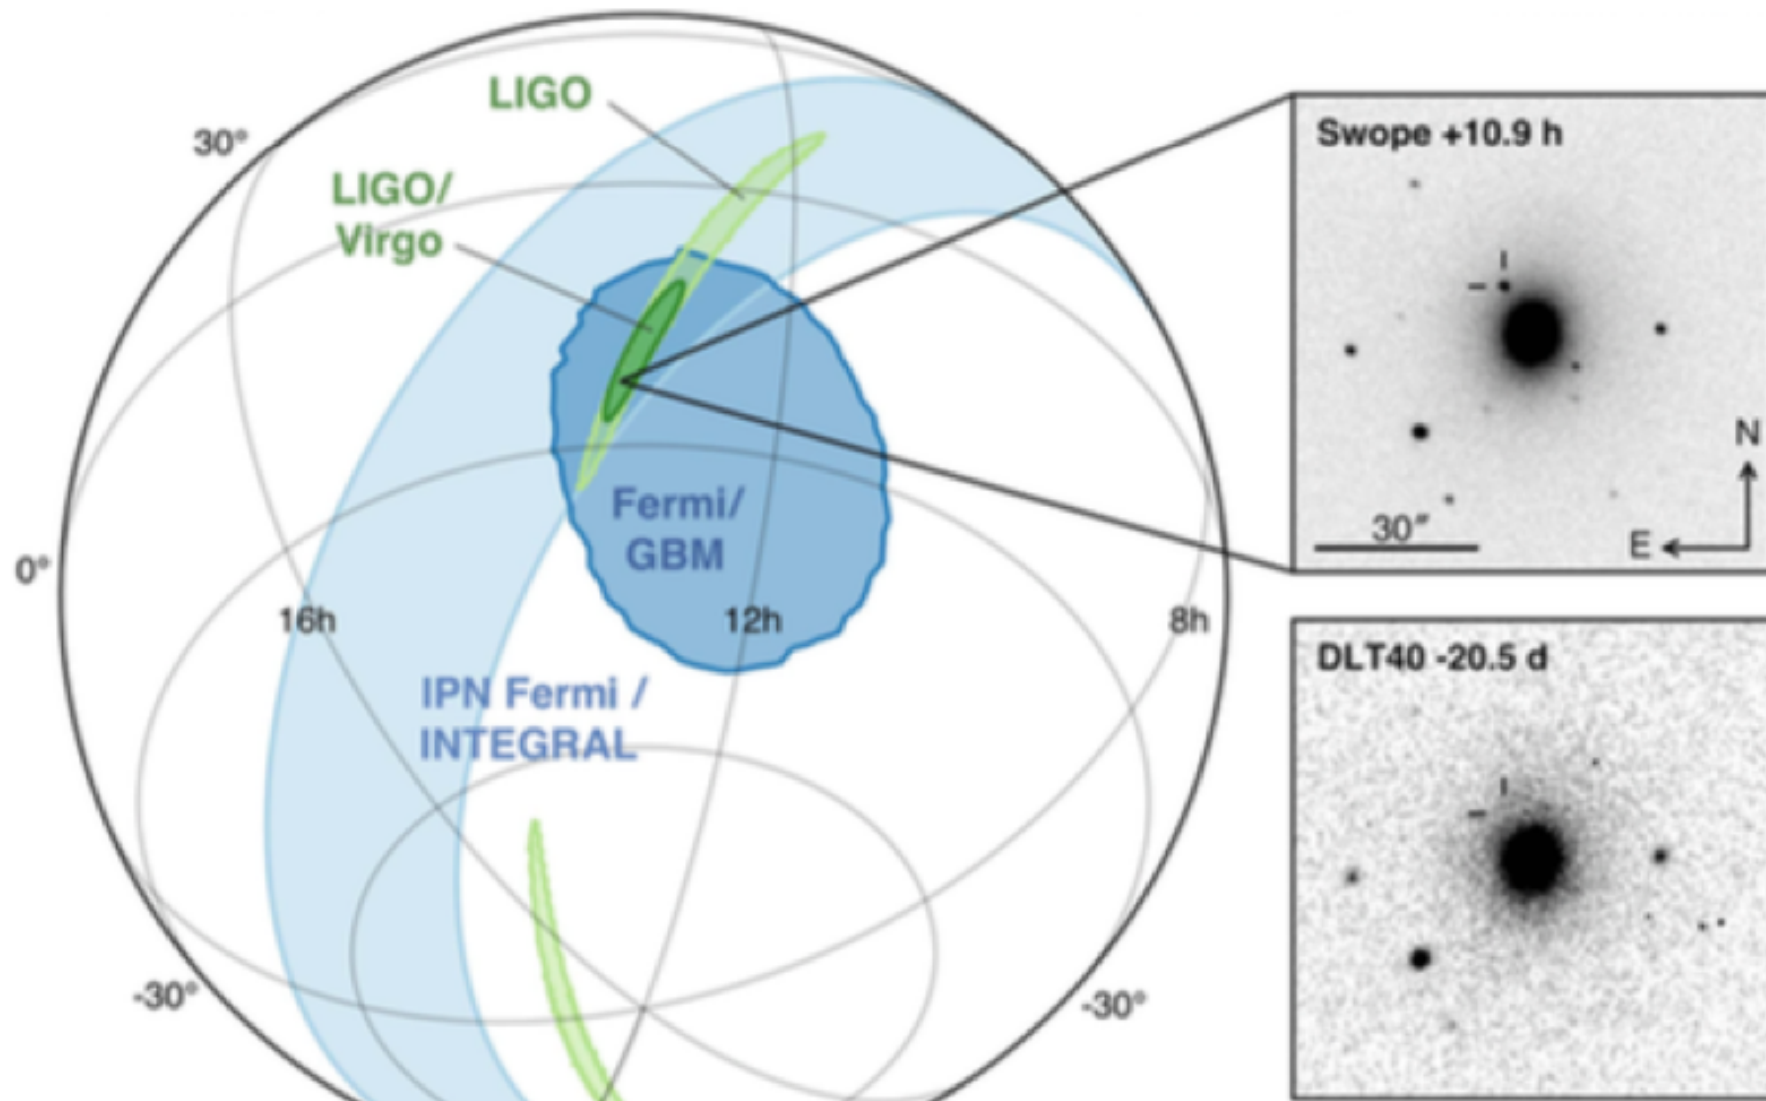 LIGO
30°
LIGO/
Virgo
Swope +10.9 h
N
Fermi/
GBM
30″
E
0°
16h
12h
8h
DLT40 -20.5 d
IPN Fermi /
INTEGRAL
-30°
-30°